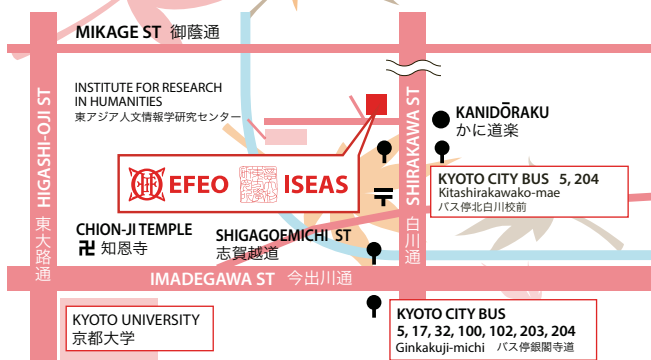 MIKAGE ST 御蔭通
INSTITUTE FOR RESEARCH
IN HUMANITIES
東アジア人文情報学研究センター
HIGASHI-OJI ST 東大路通
SHIRAKAWA ST 白川通
KANIDŌRAKU
かに道楽
EFEO ISEAS
KYOTO CITY BUS 5, 204
Kitashirakawako-mae
バス停北白川校前
CHION-JI TEMPLE
卍 知恩寺
SHIGAGOEMICHI ST
志賀越道
IMADEGAWA ST 今出川通
KYOTO UNIVERSITY
京都大学
KYOTO CITY BUS
5, 17, 32, 100, 102, 203, 204
Ginkakuji-michi バス停銀閣寺道